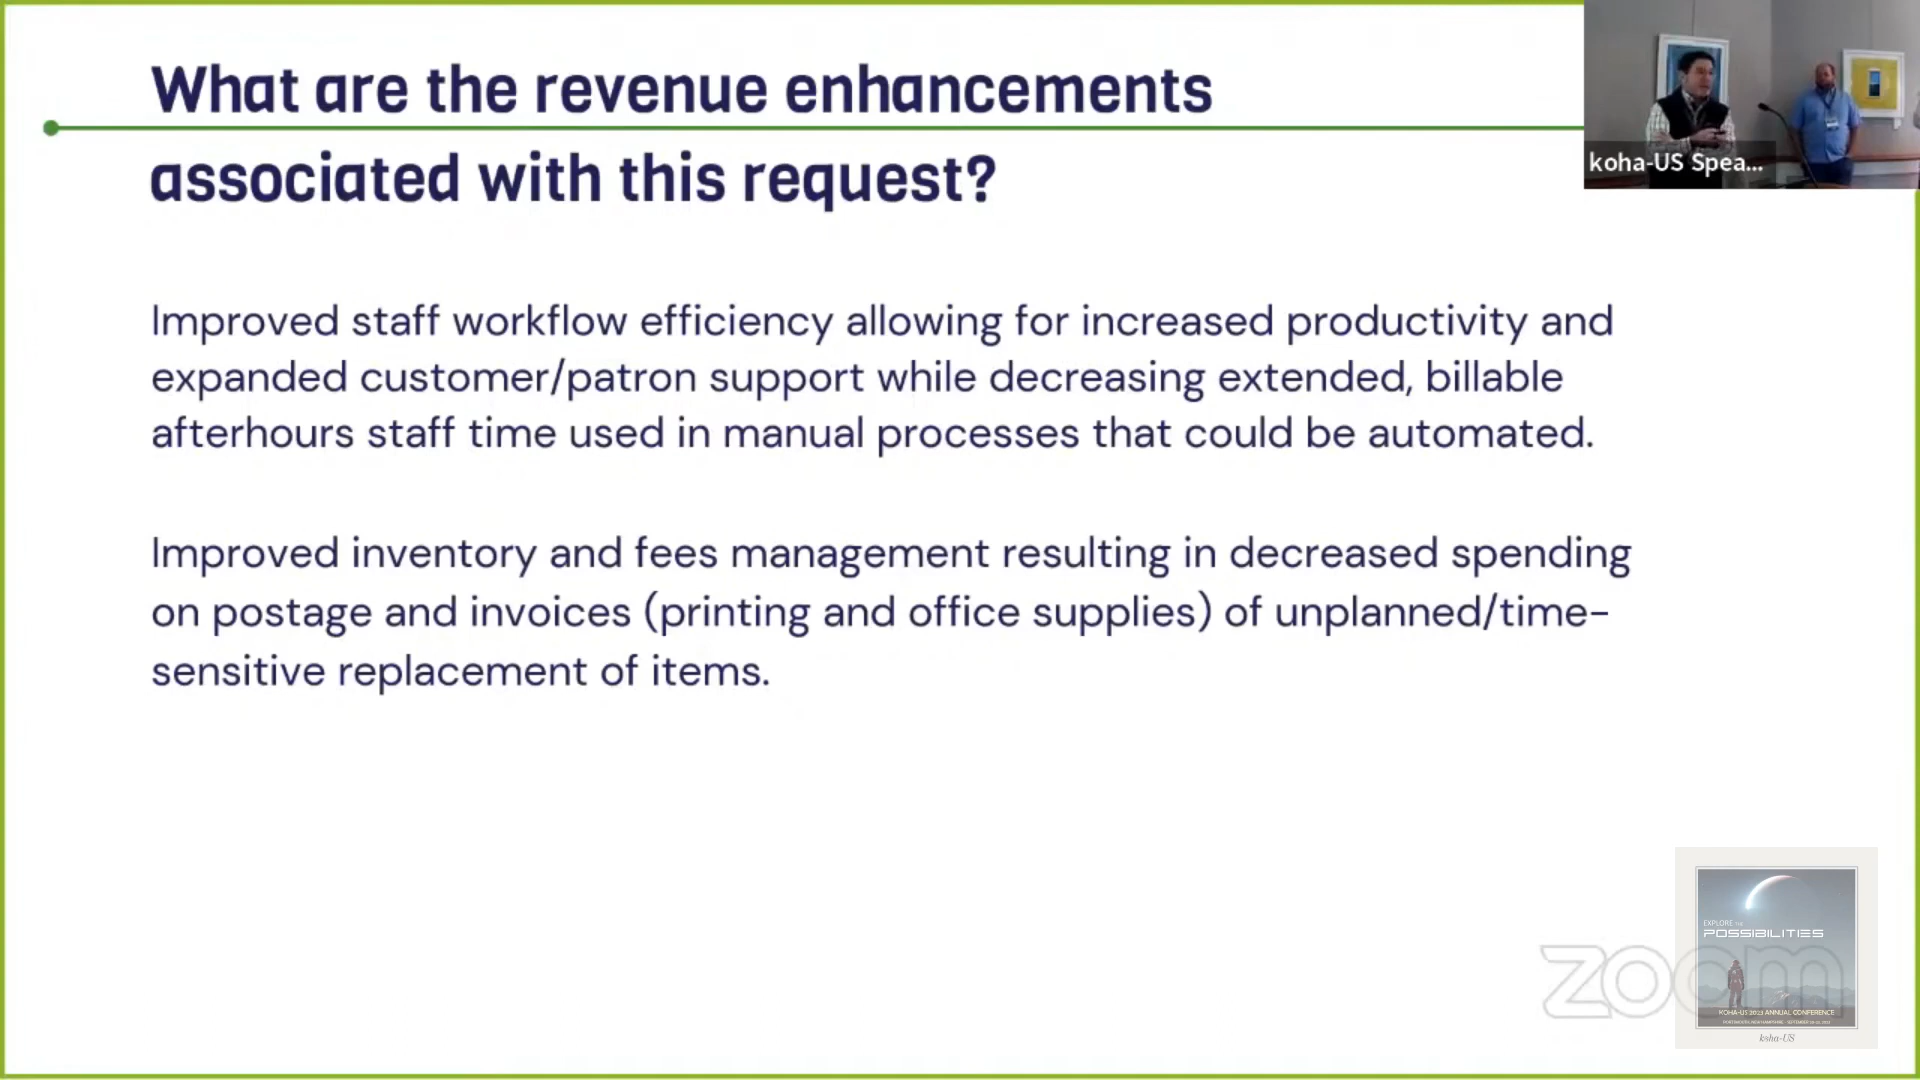 What are the revenue enhancements
associated with this request?
koha-US Spea...
Improved staff workflow efficiency allowing for increased productivity and
expanded customer/patron support while decreasing extended, billable
afterhours staff time used in manual processes that could be automated.
Improved inventory and fees management resulting in decreased spending
on postage and invoices (printing and office supplies) of unplanned/time-
sensitive replacement of items.
EXPLORE THE
POSSIBILITIES
zoom
KOHA-US 2023 ANNUAL CONFERENCE
koha-US